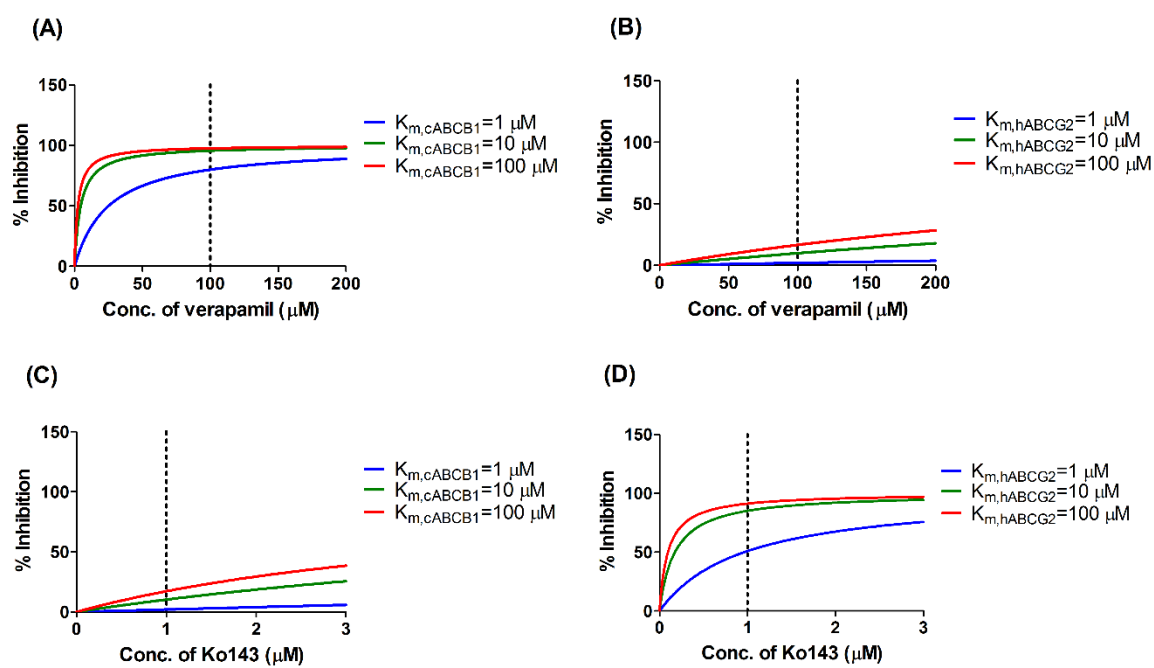 (A)
% Inhibition
150
100
50
0
0 50 100 150 200
Conc. of verapamil (μM)
Km,cABCB1=1 μM
Km,cABCB1=10 μM
Km,cABCB1=100 μM
(B)
% Inhibition
150
100
50
0
0 50 100 150 200
Conc. of verapamil (μM)
Km,hABCG2=1 μM
Km,hABCG2=10 μM
Km,hABCG2=100 μM
(C)
% Inhibition
150
100
50
0
0 1 2 3
Conc. of Ko143 (μM)
Km,cABCB1=1 μM
Km,cABCB1=10 μM
Km,cABCB1=100 μM
(D)
% Inhibition
150
100
50
0
0 1 2 3
Conc. of Ko143 (μM)
Km,hABCG2=1 μM
Km,hABCG2=10 μM
Km,hABCG2=100 μM